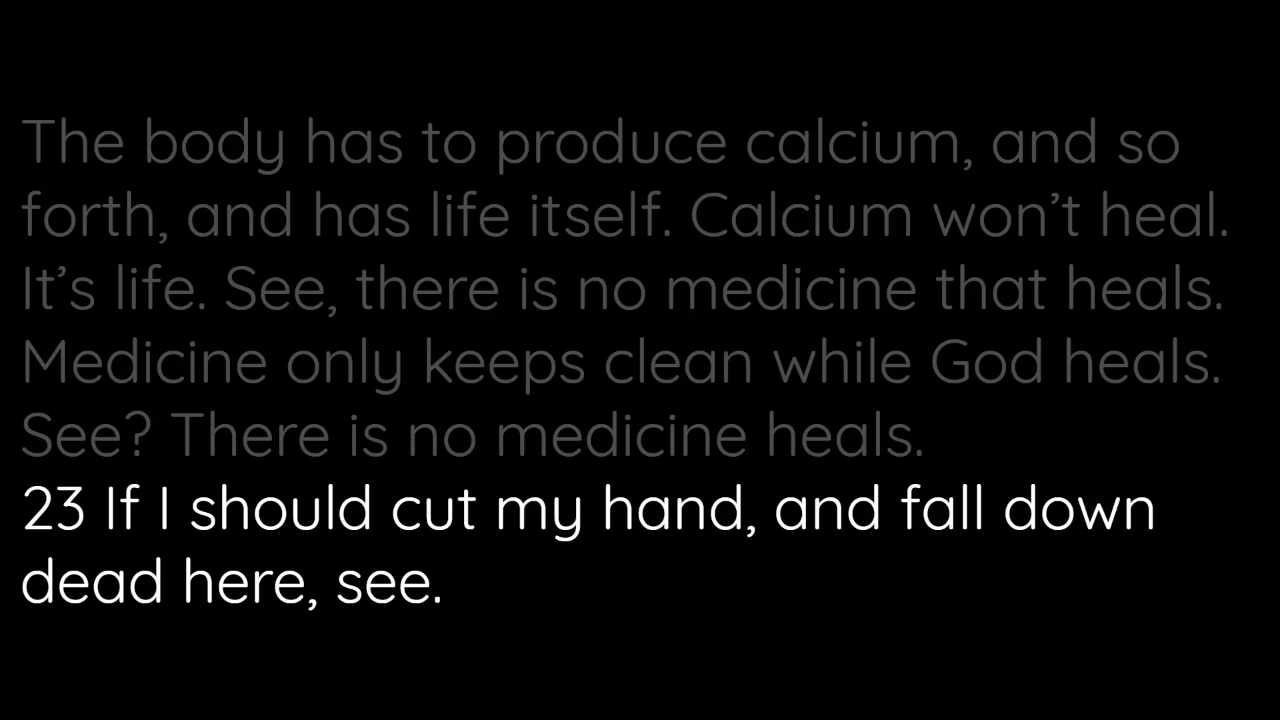 The body has to produce calcium, and so
forth, and has life itself. Calcium won’t heal.
It’s life. See, there is no medicine that heals.
Medicine only keeps clean while God heals.
See? There is no medicine heals.
23 If I should cut my hand, and fall down
dead here, see.